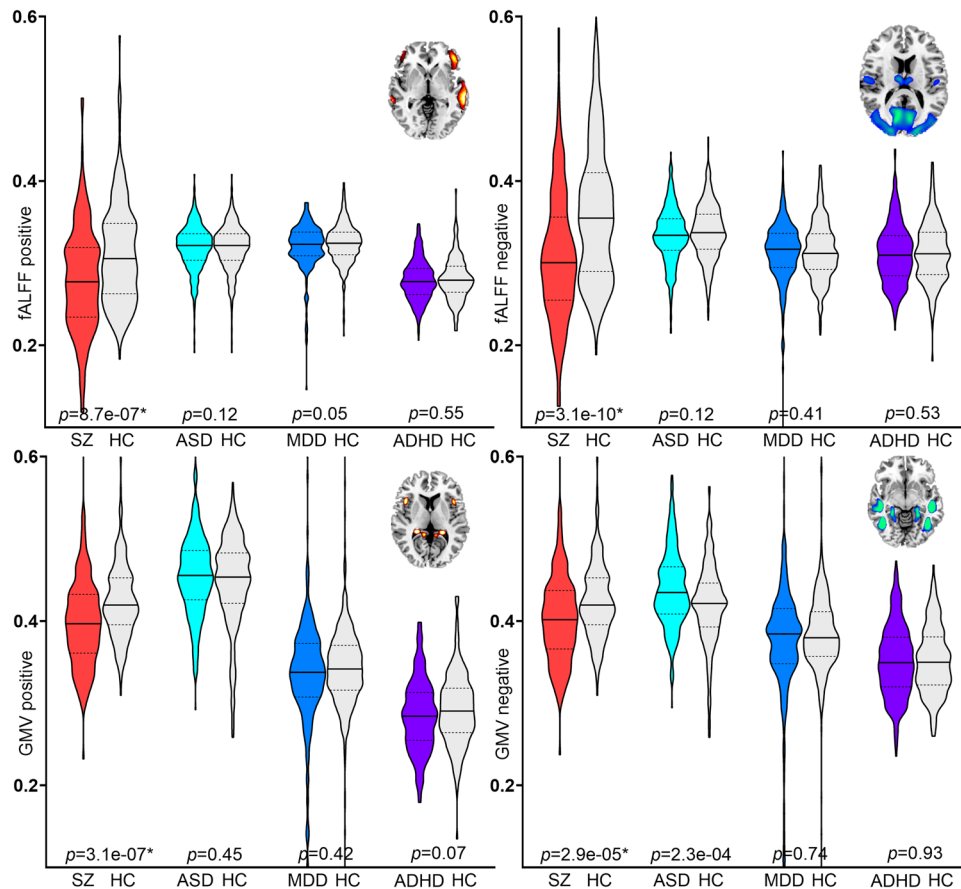 0.6
0.4
0.2
fALFF positive
p=0.12
p=0.05
p=0.55
SZ HC ASD HC MDD HC ADHD HC
0.6
0.4
0.2
fALFF negative
p=3.1e-10*
p=0.12
p=0.41
p=0.53
SZ HC ASD HC MDD HC ADHD HC
0.6
0.4
0.2
GMV positive
p=3.1e-07*
p=0.45
p=0.42
p=0.07
SZ HC ASD HC MDD HC ADHD HC
0.6
0.4
0.2
GMV negative
p=2.9e-05*
p=2.3e-04
p=0.74
p=0.93
SZ HC ASD HC MDD HC ADHD HC